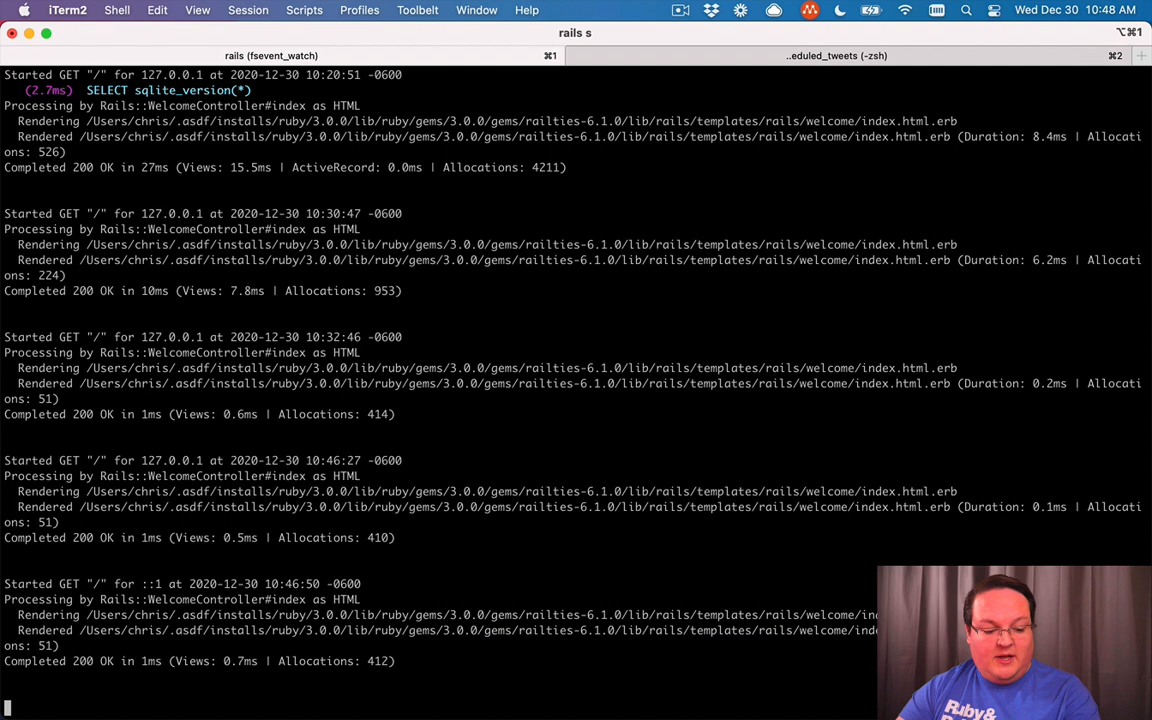 iTerm2 Shell Edit View Session Scripts Profiles Toolbelt Window Help Wed Dec 30 10:48 AM
rails s ⌥⌘1
rails (fsevent_watch) ⌘1 ..eduled_tweets (-zsh) ⌘2 +
Started GET "/" for 127.0.0.1 at 2020-12-30 10:20:51 -0600
(2.7ms) SELECT sqlite_version(*)
Processing by Rails::WelcomeController#index as HTML
Rendering /Users/chris/.asdf/installs/ruby/3.0.0/lib/ruby/gems/3.0.0/gems/railties-6.1.0/lib/rails/templates/rails/welcome/index.html.erb
Rendered /Users/chris/.asdf/installs/ruby/3.0.0/lib/ruby/gems/3.0.0/gems/railties-6.1.0/lib/rails/templates/rails/welcome/index.html.erb (Duration: 8.4ms | Allocati
ons: 526)
Completed 200 OK in 27ms (Views: 15.5ms | ActiveRecord: 0.0ms | Allocations: 4211)
Started GET "/" for 127.0.0.1 at 2020-12-30 10:30:47 -0600
Processing by Rails::WelcomeController#index as HTML
Rendering /Users/chris/.asdf/installs/ruby/3.0.0/lib/ruby/gems/3.0.0/gems/railties-6.1.0/lib/rails/templates/rails/welcome/index.html.erb
Rendered /Users/chris/.asdf/installs/ruby/3.0.0/lib/ruby/gems/3.0.0/gems/railties-6.1.0/lib/rails/templates/rails/welcome/index.html.erb (Duration: 6.2ms | Allocati
ons: 224)
Completed 200 OK in 10ms (Views: 7.8ms | Allocations: 953)
Started GET "/" for 127.0.0.1 at 2020-12-30 10:32:46 -0600
Processing by Rails::WelcomeController#index as HTML
Rendering /Users/chris/.asdf/installs/ruby/3.0.0/lib/ruby/gems/3.0.0/gems/railties-6.1.0/lib/rails/templates/rails/welcome/index.html.erb
Rendered /Users/chris/.asdf/installs/ruby/3.0.0/lib/ruby/gems/3.0.0/gems/railties-6.1.0/lib/rails/templates/rails/welcome/index.html.erb (Duration: 0.2ms | Allocati
ons: 51)
Completed 200 OK in 1ms (Views: 0.6ms | Allocations: 414)
Started GET "/" for 127.0.0.1 at 2020-12-30 10:46:27 -0600
Processing by Rails::WelcomeController#index as HTML
Rendering /Users/chris/.asdf/installs/ruby/3.0.0/lib/ruby/gems/3.0.0/gems/railties-6.1.0/lib/rails/templates/rails/welcome/index.html.erb
Rendered /Users/chris/.asdf/installs/ruby/3.0.0/lib/ruby/gems/3.0.0/gems/railties-6.1.0/lib/rails/templates/rails/welcome/index.html.erb (Duration: 0.1ms | Allocati
ons: 51)
Completed 200 OK in 1ms (Views: 0.5ms | Allocations: 410)
Started GET "/" for ::1 at 2020-12-30 10:46:50 -0600
Processing by Rails::WelcomeController#index as HTML
Rendering /Users/chris/.asdf/installs/ruby/3.0.0/lib/ruby/gems/3.0.0/gems/railties-6.1.0/lib/rails/templates/rails/welcome/ind
Rendered /Users/chris/.asdf/installs/ruby/3.0.0/lib/ruby/gems/3.0.0/gems/railties-6.1.0/lib/rails/templates/rails/welcome/ind
ons: 51)
Completed 200 OK in 1ms (Views: 0.7ms | Allocations: 412)
Ruby&